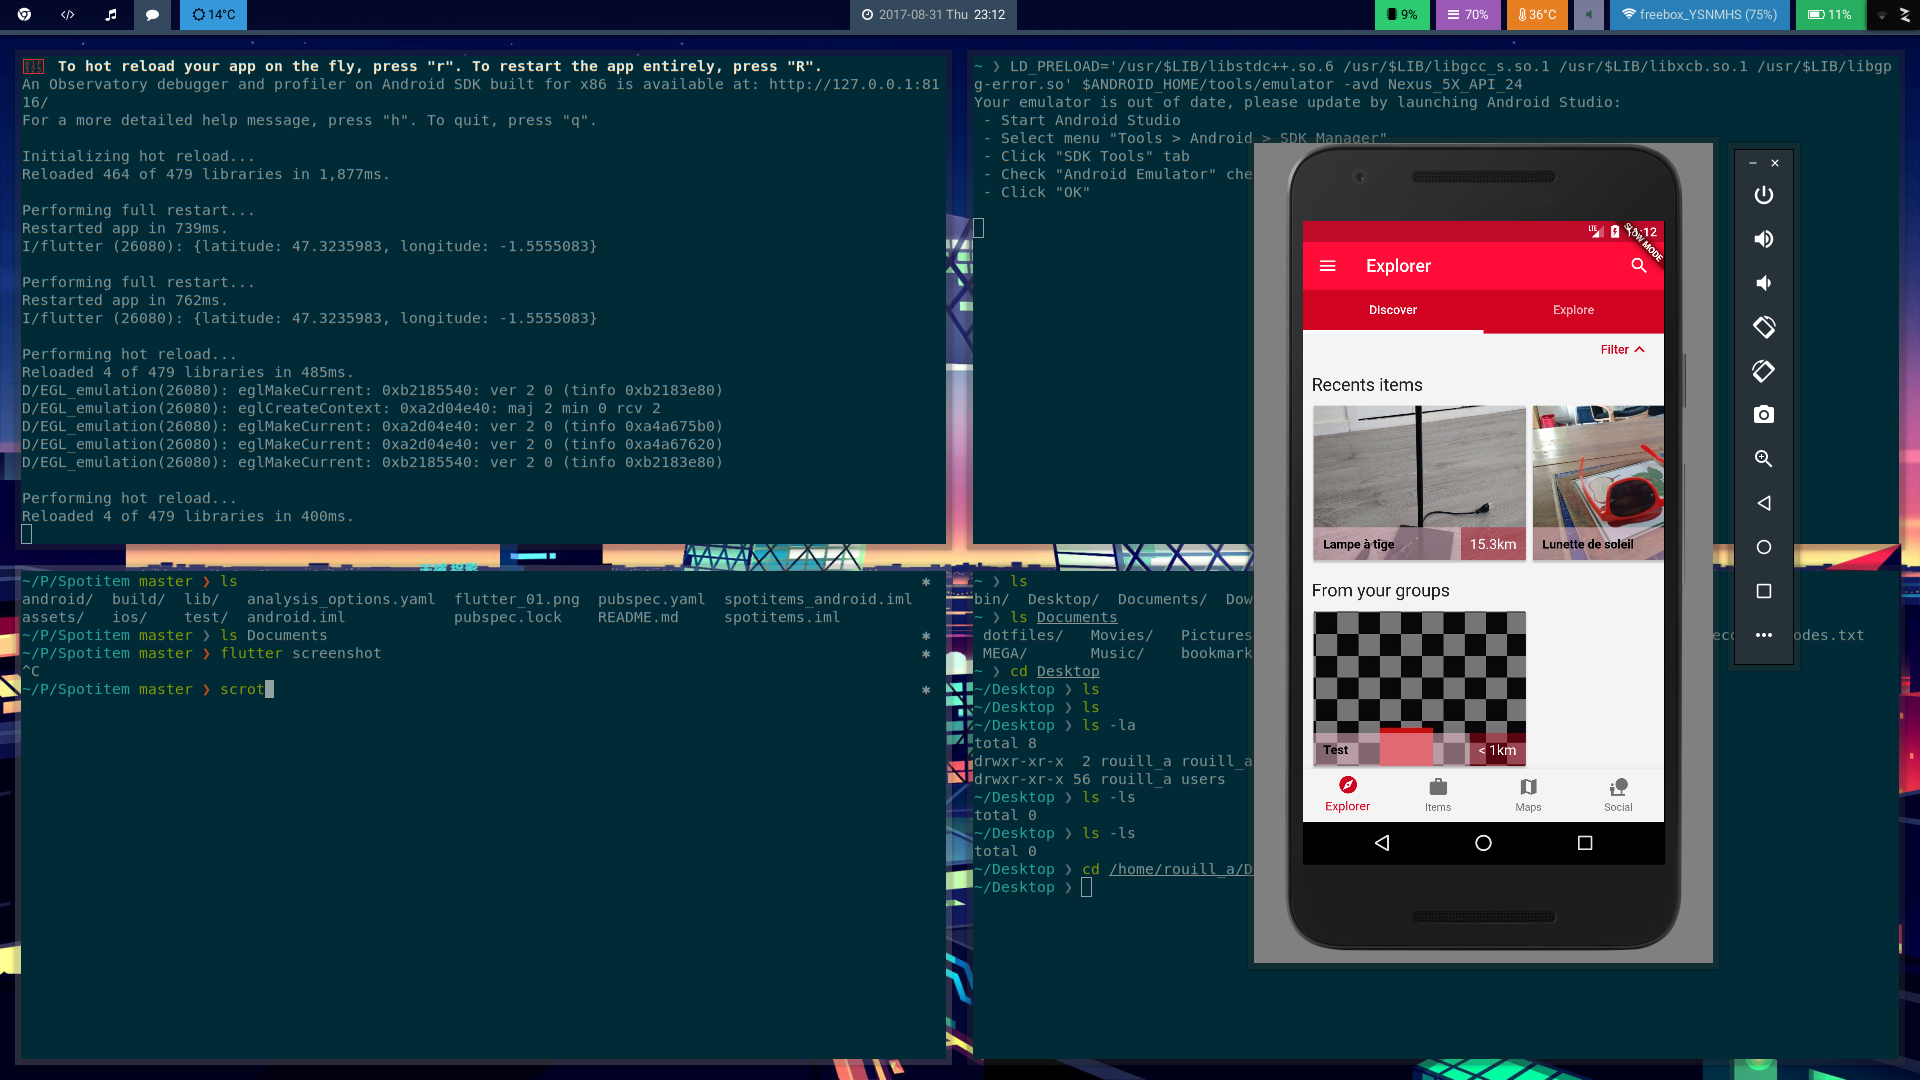 14°C
2017-08-31 Thu 23:12
9%
70%
36°C
freebox_YSNMHS (75%)
11%
To hot reload your app on the fly, press "r". To restart the app entirely, press "R".
An Observatory debugger and profiler on Android SDK built for x86 is available at: http://127.0.0.1:81
16/
For a more detailed help message, press "h". To quit, press "q".
Initializing hot reload...
Reloaded 464 of 479 libraries in 1,877ms.
Performing full restart...
Restarted app in 739ms.
I/flutter (26080): {latitude: 47.3235983, longitude: -1.5555083}
Performing full restart...
Restarted app in 762ms.
I/flutter (26080): {latitude: 47.3235983, longitude: -1.5555083}
Performing hot reload...
Reloaded 4 of 479 libraries in 485ms.
D/EGL_emulation(26080): eglMakeCurrent: 0xb2185540: ver 2 0 (tinfo 0xb2183e80)
D/EGL_emulation(26080): eglCreateContext: 0xa2d04e40: maj 2 min 0 rcv 2
D/EGL_emulation(26080): eglMakeCurrent: 0xa2d04e40: ver 2 0 (tinfo 0xa4a675b0)
D/EGL_emulation(26080): eglMakeCurrent: 0xa2d04e40: ver 2 0 (tinfo 0xa4a67620)
D/EGL_emulation(26080): eglMakeCurrent: 0xb2185540: ver 2 0 (tinfo 0xb2183e80)
Performing hot reload...
Reloaded 4 of 479 libraries in 400ms.
~ ❯ LD_PRELOAD='/usr/$LIB/libstdc++.so.6 /usr/$LIB/libgcc_s.so.1 /usr/$LIB/libxcb.so.1 /usr/$LIB/libgp
g-error.so' $ANDROID_HOME/tools/emulator -avd Nexus_5X_API_24
Your emulator is out of date, please update by launching Android Studio:
- Start Android Studio
- Select menu "Tools > Android > SDK Manager"
- Click "SDK Tools" tab
- Check "Android Emulator" che
- Click "OK"
~/P/Spotitem master ❯ ls *
android/ build/ lib/ analysis_options.yaml flutter_01.png pubspec.yaml spotitems_android.iml
assets/ ios/ test/ android.iml pubspec.lock README.md spotitems.iml
~/P/Spotitem master ❯ ls Documents *
~/P/Spotitem master ❯ flutter screenshot *
^C
~/P/Spotitem master ❯ scrot *
~ ❯ ls
bin/ Desktop/ Documents/ Dow
~ ❯ ls Documents
dotfiles/ Movies/ Pictures odes.txt
MEGA/ Music/ bookmark
~ ❯ cd Desktop
~/Desktop ❯ ls
~/Desktop ❯ ls
~/Desktop ❯ ls -la
total 8
drwxr-xr-x 2 rouill_a rouill_a
drwxr-xr-x 56 rouill_a users
~/Desktop ❯ ls -ls
total 0
~/Desktop ❯ ls -ls
total 0
~/Desktop ❯ cd /home/rouill_a/D
~/Desktop ❯
LTE
SLOW MODE
Explorer
Discover
Explore
Filter
Recents items
Lampe à tige
15.3km
Lunette de soleil
From your groups
Test
< 1km
Explorer
Items
Maps
Social